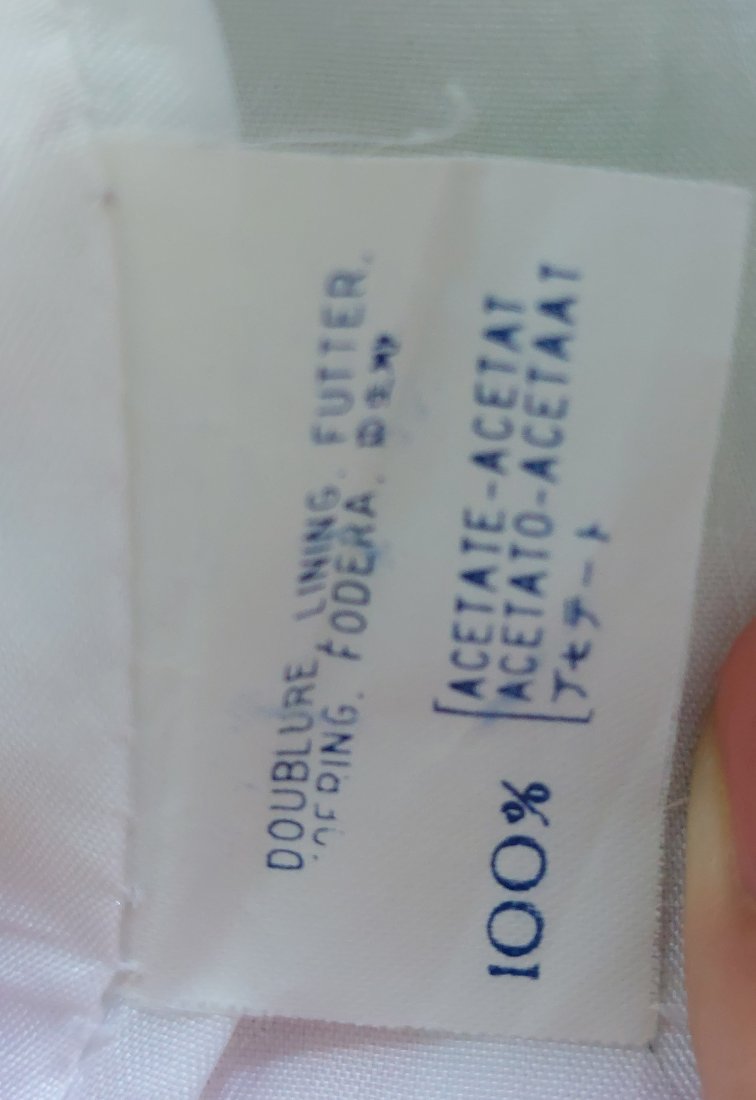 DOUBLURE. LINING. FUTTER.
FODERA.
100% [ACETATE-ACETAT
ACETATO-ACETAAT
アセテート